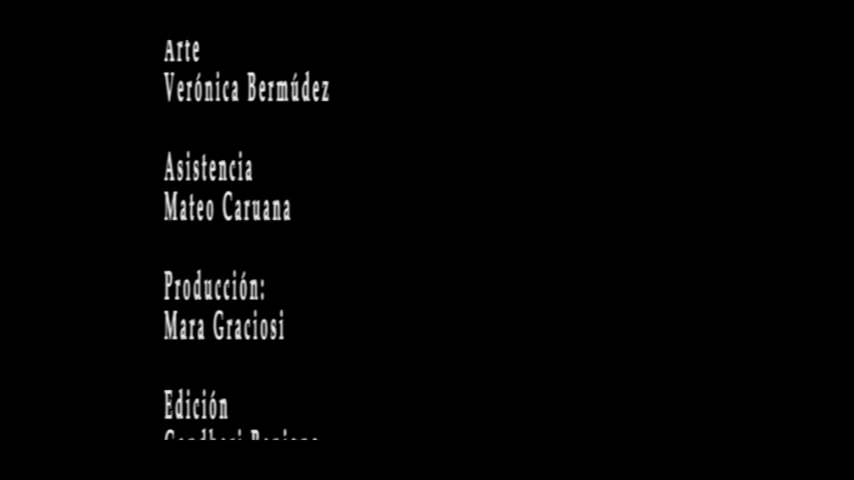 Arte
Verónica Bermúdez
Asistencia
Mateo Caruana
Producción:
Mara Graciosi
Edición